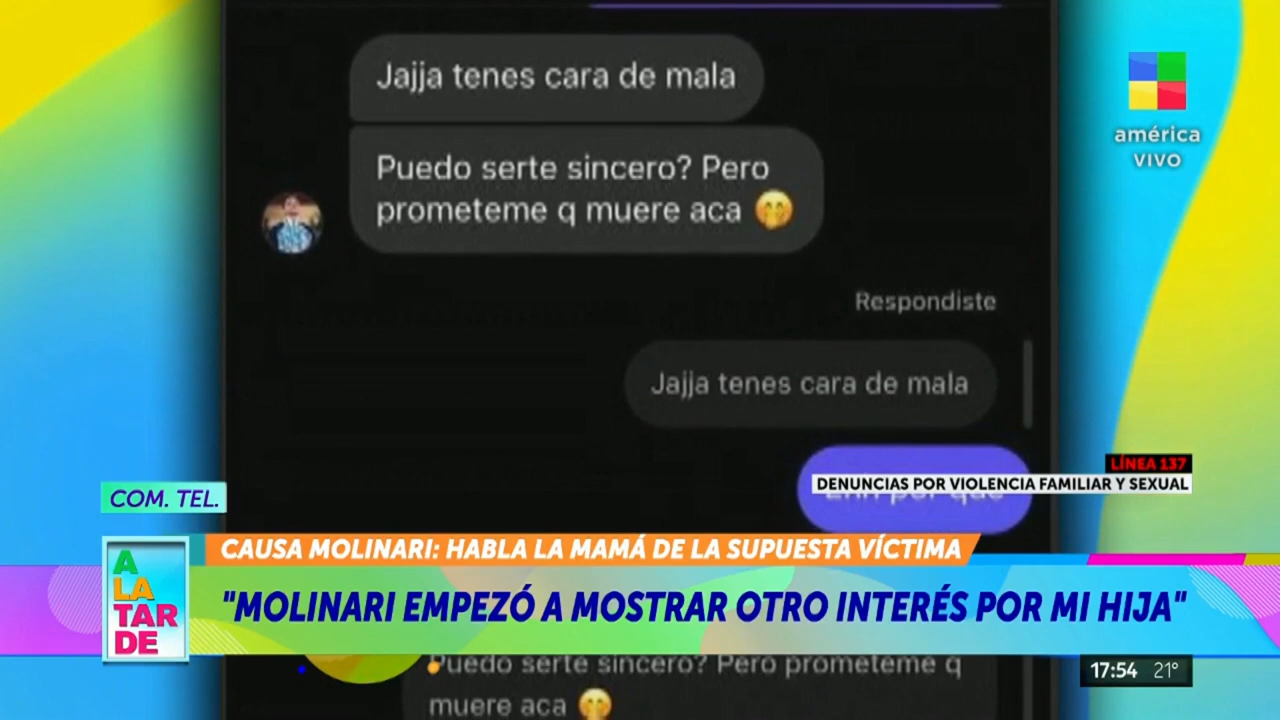 Jajja tenes cara de mala
Puedo serte sincero? Pero
prometeme q muere aca 🤭
américa
VIVO
Respondiste
Jajja tenes cara de mala
LÍNEA 137
DENUNCIAS POR VIOLENCIA FAMILIAR Y SEXUAL
COM. TEL.
CAUSA MOLINARI: HABLA LA MAMÁ DE LA SUPUESTA VÍCTIMA
A
LA
TAR
DE
"MOLINARI EMPEZÓ A MOSTRAR OTRO INTERÉS POR MI HIJA"
Puedo serte sincero? Pero prometeme q
muere aca 🤭
17:54 21°